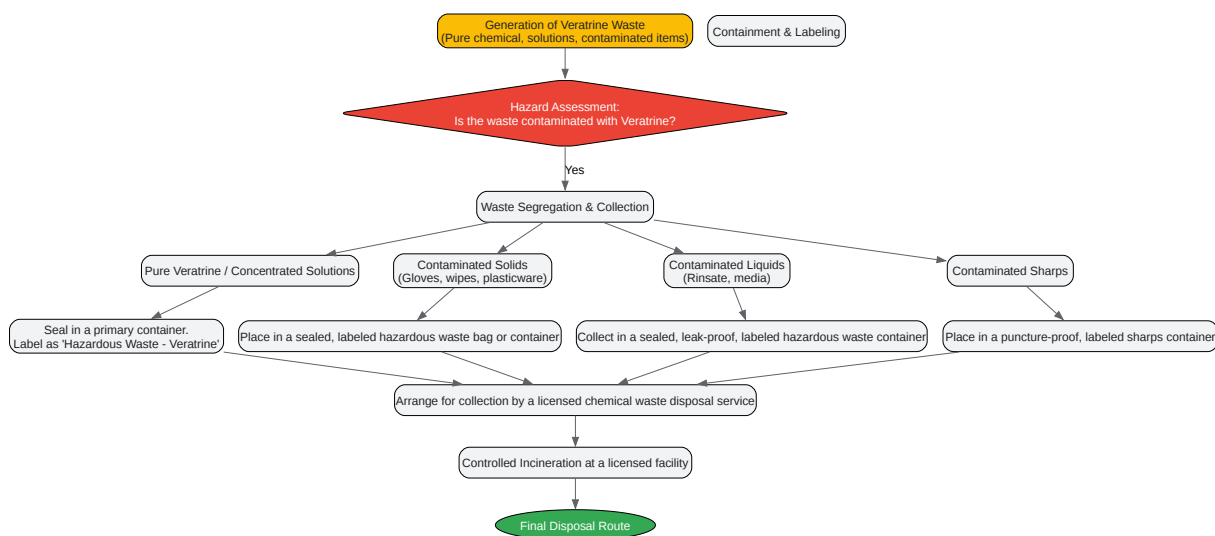 Generation of Veratrine Waste
(Pure chemical, solutions, contaminated items)
Containment & Labeling
Hazard Assessment:
Is the waste contaminated with Veratrine?
Yes
Waste Segregation & Collection
Pure Veratrine / Concentrated Solutions
Contaminated Solids
(Gloves, wipes, plasticware)
Contaminated Liquids
(Rinsate, media)
Contaminated Sharps
Seal in a primary container.
Label as 'Hazardous Waste - Veratrine'
Place in a sealed, labeled hazardous waste bag or container
Collect in a sealed, leak-proof, labeled hazardous waste container
Place in a puncture-proof, labeled sharps container
Arrange for collection by a licensed chemical waste disposal service
Controlled Incineration at a licensed facility
Final Disposal Route